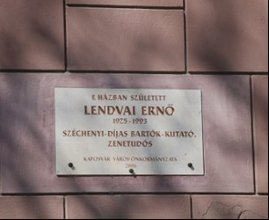 E HÁZBAN SZÜLETETT
LENDVAI ERNŐ
1925-1993
SZÉCHENYI-DÍJAS BARTÓK-KUTATÓ,
ZENETUDÓS
KAPOSVÁR VÁROS ÖNKORMÁNYZATA